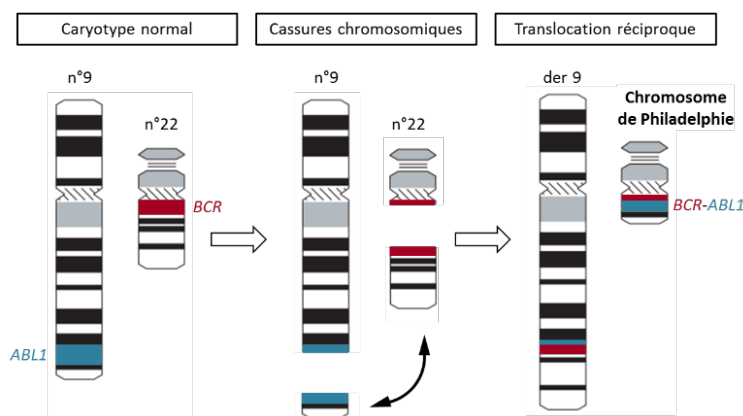 Caryotype normal
Cassures chromosomiques
Translocation réciproque
n°9
n°22
BCR
ABL1
n°9
n°22
der 9
Chromosome
de Philadelphie
BCR-ABL1